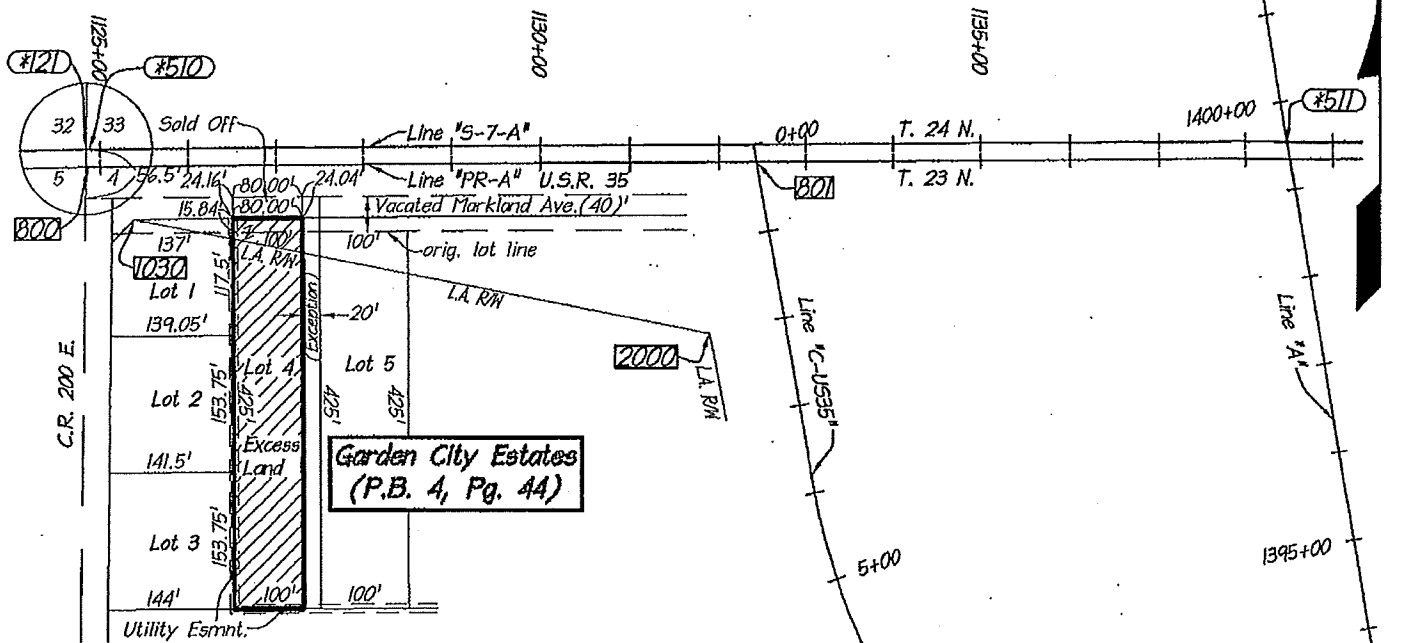 1125+00
1130+00
1135+00
*121
*510
*511
1400+00
32
33
Sold Off
Line "S-7-A"
0+00
T. 24 N.
5
4
56.5'
24.16'
80.00'
24.04'
Line "PR-A"
U.S.R. 35
T. 23 N.
801
800
15.84'
80.00'
Vacated Markland Ave.(40)'
137'
100'
100'
orig. lot line
1030
L.A. R/W
Lot 1
117.5'
L.A. R/W
139.05'
Exception
20'
2000
Line "C-US35"
Line "A"
C.R. 200 E.
Lot 2
153.75'
425'
Lot 4
425'
Lot 5
425'
L.A. R/W
141.5'
Excess
Land
Garden City Estates
(P.B. 4, Pg. 44)
Lot 3
153.75'
5+00
1395+00
144'
100'
100'
Utility Esmnt.